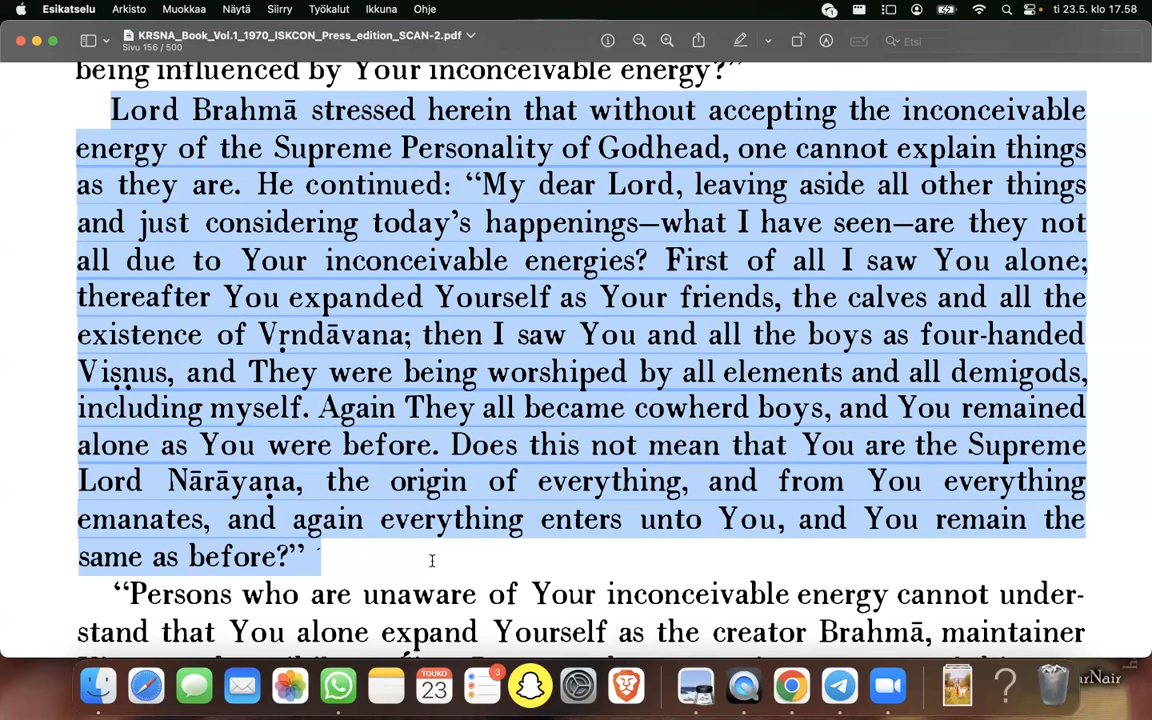 Esikatselu Arkisto Muokkaa Näytä Siirry Työkalut Ikkuna Ohje ti 23.5. klo 17.58
KRSNA_Book_Vol.1_1970_ISKCON_Press_edition_SCAN-2.pdf
Sivu 156 / 500
Etsi
being influenced by Your inconceivable energy?”
Lord Brahmā stressed herein that without accepting the inconceivable
energy of the Supreme Personality of Godhead, one cannot explain things
as they are. He continued: “My dear Lord, leaving aside all other things
and just considering today’s happenings—what I have seen—are they not
all due to Your inconceivable energies? First of all I saw You alone;
thereafter You expanded Yourself as Your friends, the calves and all the
existence of Vṛndāvana; then I saw You and all the boys as four-handed
Viṣṇus, and They were being worshiped by all elements and all demigods,
including myself. Again They all became cowherd boys, and You remained
alone as You were before. Does this not mean that You are the Supreme
Lord Nārāyaṇa, the origin of everything, and from You everything
emanates, and again everything enters unto You, and You remain the
same as before?”
“Persons who are unaware of Your inconceivable energy cannot under-
stand that You alone expand Yourself as the creator Brahmā, maintainer
TOUKO
23
3
1
arNair